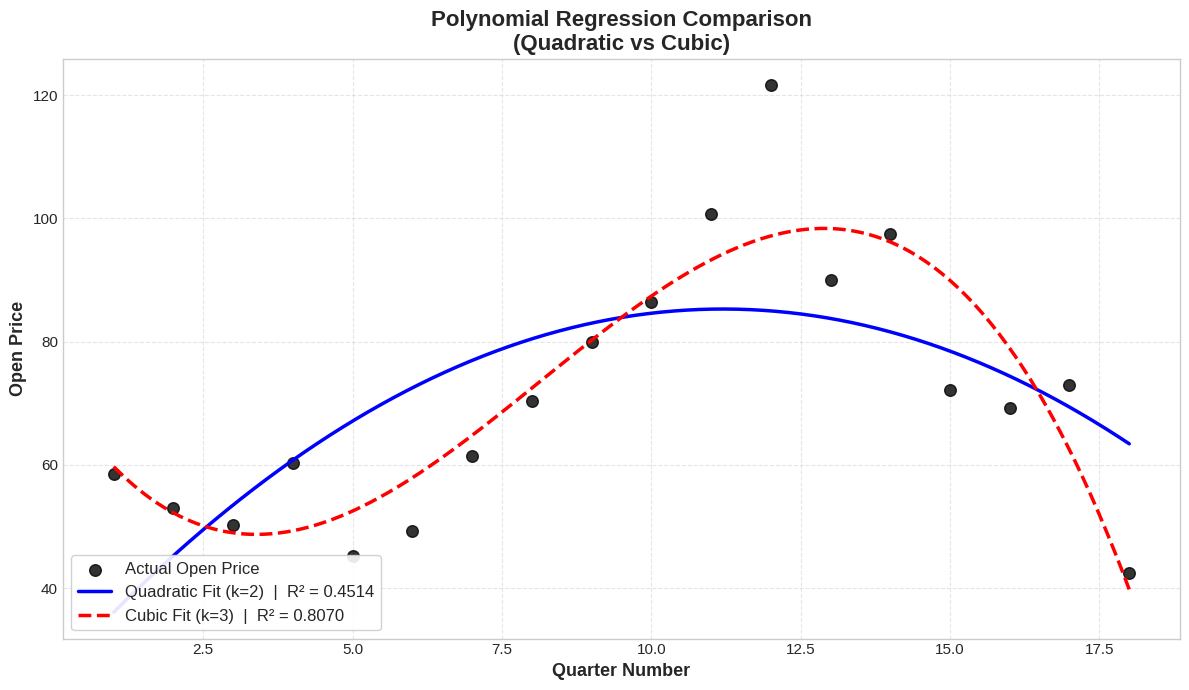 Polynomial Regression Comparison
(Quadratic vs Cubic)
Open Price
120
100
80
60
40
Actual Open Price
Quadratic Fit (k=2) | R² = 0.4514
Cubic Fit (k=3) | R² = 0.8070
2.5 5.0 7.5 10.0 12.5 15.0 17.5
Quarter Number